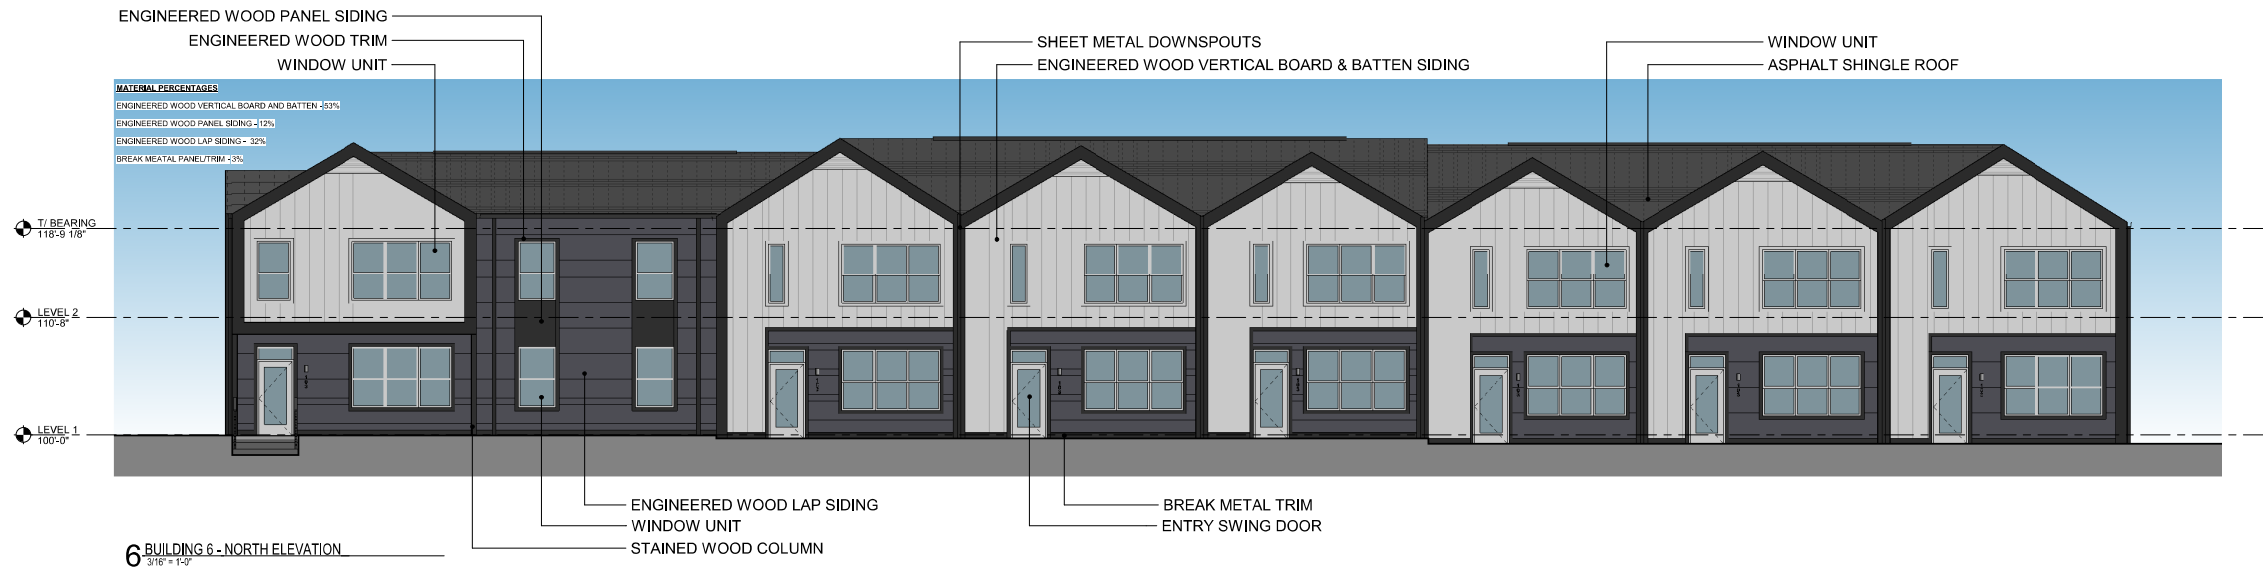 ENGINEERED WOOD PANEL SIDING
ENGINEERED WOOD TRIM
WINDOW UNIT
SHEET METAL DOWNSPOUTS
ENGINEERED WOOD VERTICAL BOARD & BATTEN SIDING
WINDOW UNIT
ASPHALT SHINGLE ROOF
MATERIAL PERCENTAGES
ENGINEERED WOOD VERTICAL BOARD AND BATTEN - 53%
ENGINEERED WOOD PANEL SIDING - 12%
ENGINEERED WOOD LAP SIDING - 32%
BREAK MEATAL PANEL/TRIM - 3%
T/ BEARING
118'-9 1/8"
LEVEL 2
110'-8"
LEVEL 1
100'-0"
ENGINEERED WOOD LAP SIDING
WINDOW UNIT
STAINED WOOD COLUMN
BREAK METAL TRIM
ENTRY SWING DOOR
6 BUILDING 6 - NORTH ELEVATION
3/16" = 1'-0"